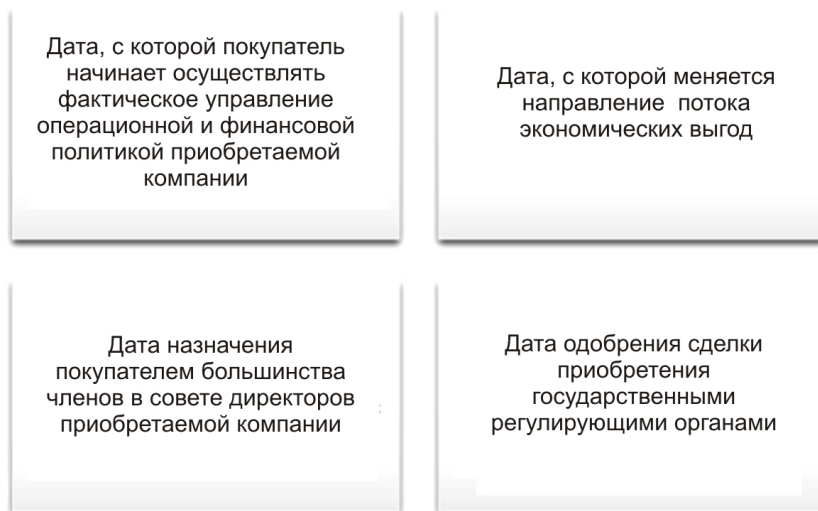 Дата, с которой покупатель
начинает осуществлять
фактическое управление
операционной и финансовой
политикой приобретаемой
компании
Дата, с которой меняется
направление потока
экономических выгод
Дата назначения
покупателем большинства
членов в совете директоров
приобретаемой компании
Дата одобрения сделки
приобретения
государственными
регулирующими органами